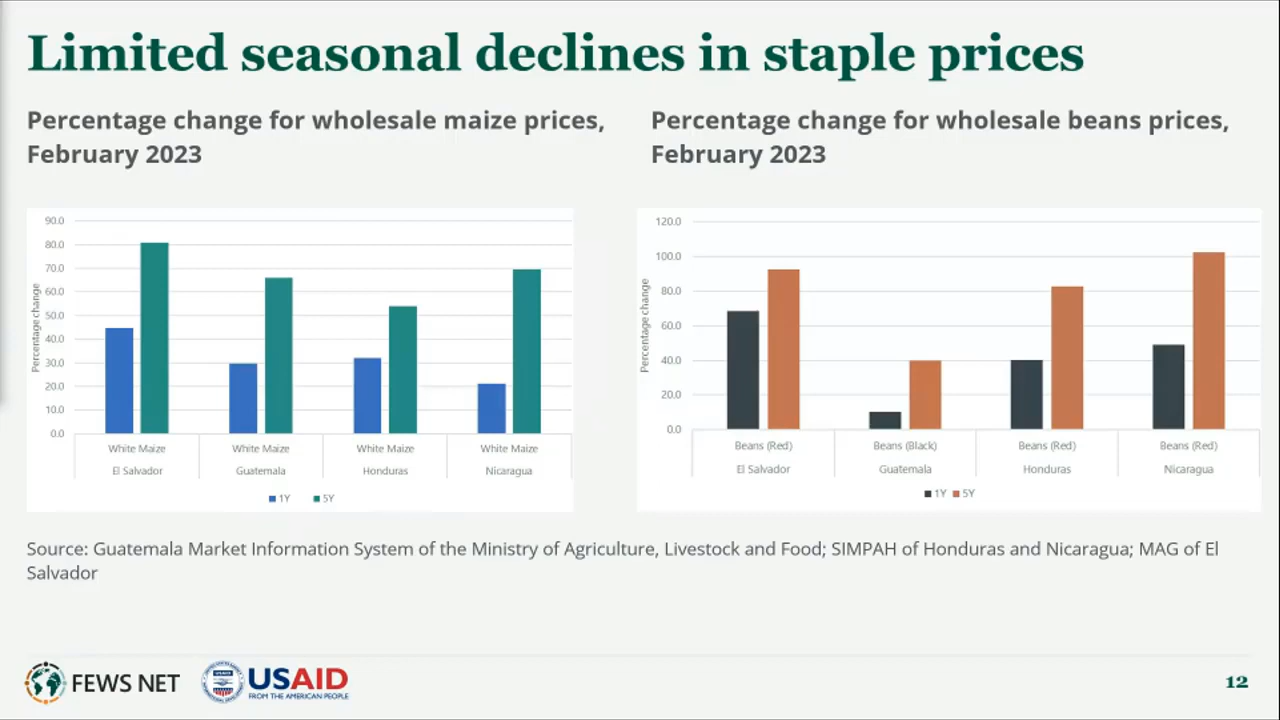 Limited seasonal declines in staple prices
Percentage change for wholesale maize prices,
February 2023
Percentage change for wholesale beans prices,
February 2023
90.0
80.0
70.0
60.0
50.0
40.0
30.0
20.0
10.0
0.0
Percentage change
White Maize White Maize White Maize White Maize
El Salvador Guatemala Honduras Nicaragua
1Y 5Y
120.0
100.0
80.0
60.0
40.0
20.0
0.0
Percentage change
Beans (Red) Beans (Black) Beans (Red) Beans (Red)
El Salvador Guatemala Honduras Nicaragua
1Y 5Y
Source: Guatemala Market Information System of the Ministry of Agriculture, Livestock and Food; SIMPAH of Honduras and Nicaragua; MAG of El
Salvador
FEWS NET
USAID
FROM THE AMERICAN PEOPLE
12